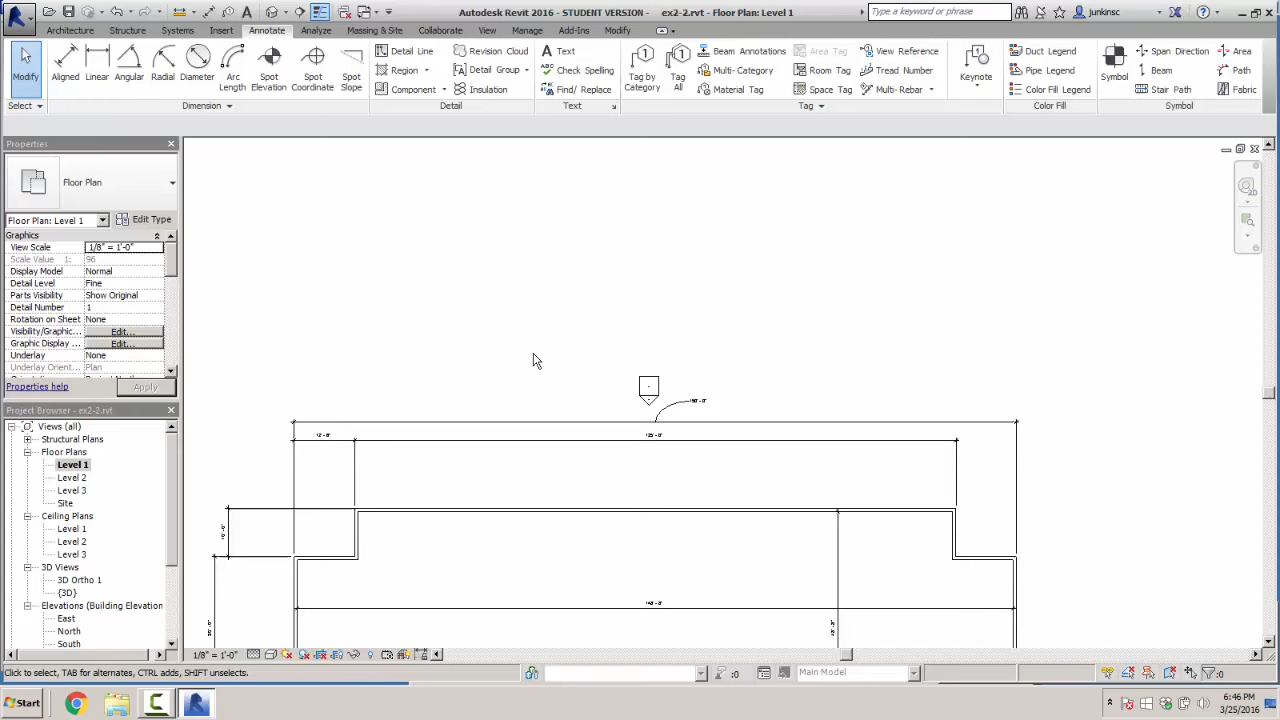 Autodesk Revit 2016 - STUDENT VERSION - ex2-2.rvt - Floor Plan: Level 1
Type a keyword or phrase
junkinsc
Architecture Structure Systems Insert Annotate Analyze Massing & Site Collaborate View Manage Add-Ins Modify
Modify
Aligned Linear Angular Radial Diameter Arc Length Spot Elevation Spot Coordinate Spot Slope
Detail Line
Region
Component
Revision Cloud
Detail Group
Insulation
Text
Check Spelling
Find/ Replace
Tag by Category
Tag All
Beam Annotations
Multi-Category
Material Tag
Area Tag
Room Tag
Space Tag
View Reference
Tread Number
Multi-Rebar
Keynote
Duct Legend
Pipe Legend
Color Fill Legend
Symbol
Span Direction
Beam
Stair Path
Area
Path
Fabric
Select Dimension Detail Text Tag Color Fill Symbol
Properties
Floor Plan
Floor Plan: Level 1 Edit Type
Graphics
View Scale 1/8" = 1'-0"
Scale Value 1: 96
Display Model Normal
Detail Level Fine
Parts Visibility Show Original
Detail Number 1
Rotation on Sheet None
Visibility/Graphic... Edit...
Graphic Display ... Edit...
Underlay None
Properties help Apply
Project Browser - ex2-2.rvt
Views (all)
Structural Plans
Floor Plans
Level 1
Level 2
Level 3
Site
Ceiling Plans
Level 1
Level 2
Level 3
3D Views
3D Ortho 1
{3D}
Elevations (Building Elevation
East
North
South
1/8" = 1'-0"
Click to select, TAB for alternates, CTRL adds, SHIFT unselects.
:0
Main Model
:0
Start
6:46 PM
3/25/2016